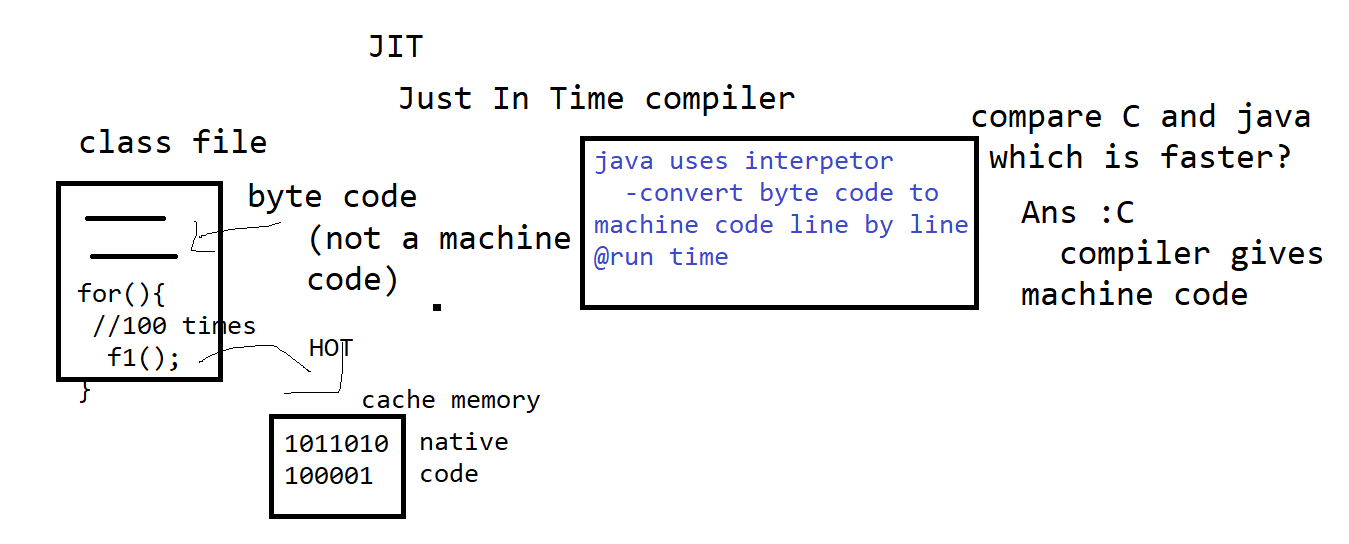 JIT
Just In Time compiler
class file
byte code
(not a machine
code)
for(){
//100 times
f1();
}
HOT
cache memory
1011010
100001
native
code
java uses interpetor
-convert byte code to
machine code line by line
@run time
compare C and java
which is faster?
Ans :C
compiler gives
machine code